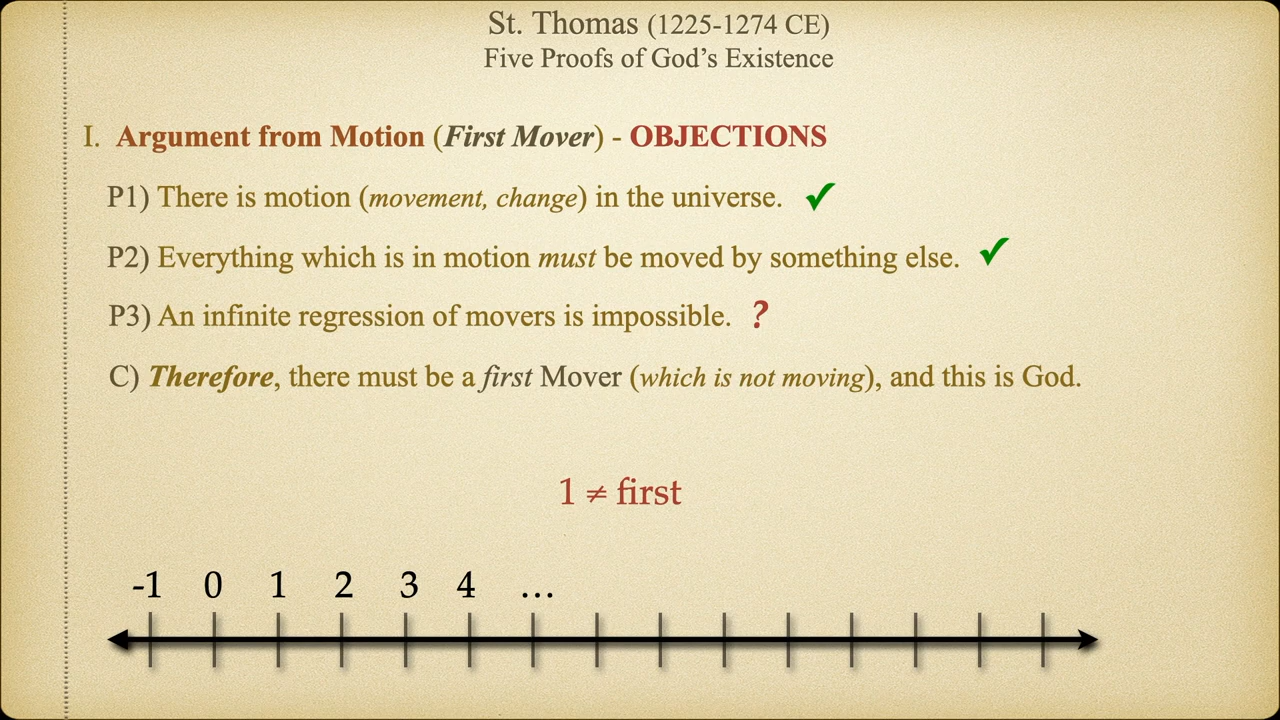 St. Thomas (1225-1274 CE)
Five Proofs of God’s Existence
I. Argument from Motion (First Mover) - OBJECTIONS
P1) There is motion (movement, change) in the universe. ✓
P2) Everything which is in motion must be moved by something else. ✓
P3) An infinite regression of movers is impossible. ?
C) Therefore, there must be a first Mover (which is not moving), and this is God.
1 ≠ first
-1 0 1 2 3 4 …